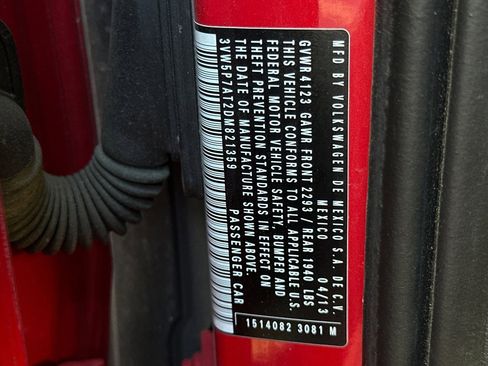 MFD BY VOLKSWAGEN DE MEXICO S.A. DE C.V.
MEXICO 04/13
GVWR 4123 GAWR FRONT 2293/ REAR 1940 LBS
THIS VEHICLE CONFORMS TO ALL APPLICABLE U.S.
FEDERAL MOTOR VEHICLE SAFETY, BUMPER AND
THEFT PREVENTION STANDARDS IN EFFECT ON
THE DATE OF MANUFACTURE SHOWN ABOVE.
3VW5P7AT2DM821359 PASSENGER CAR
1514082 3081 M